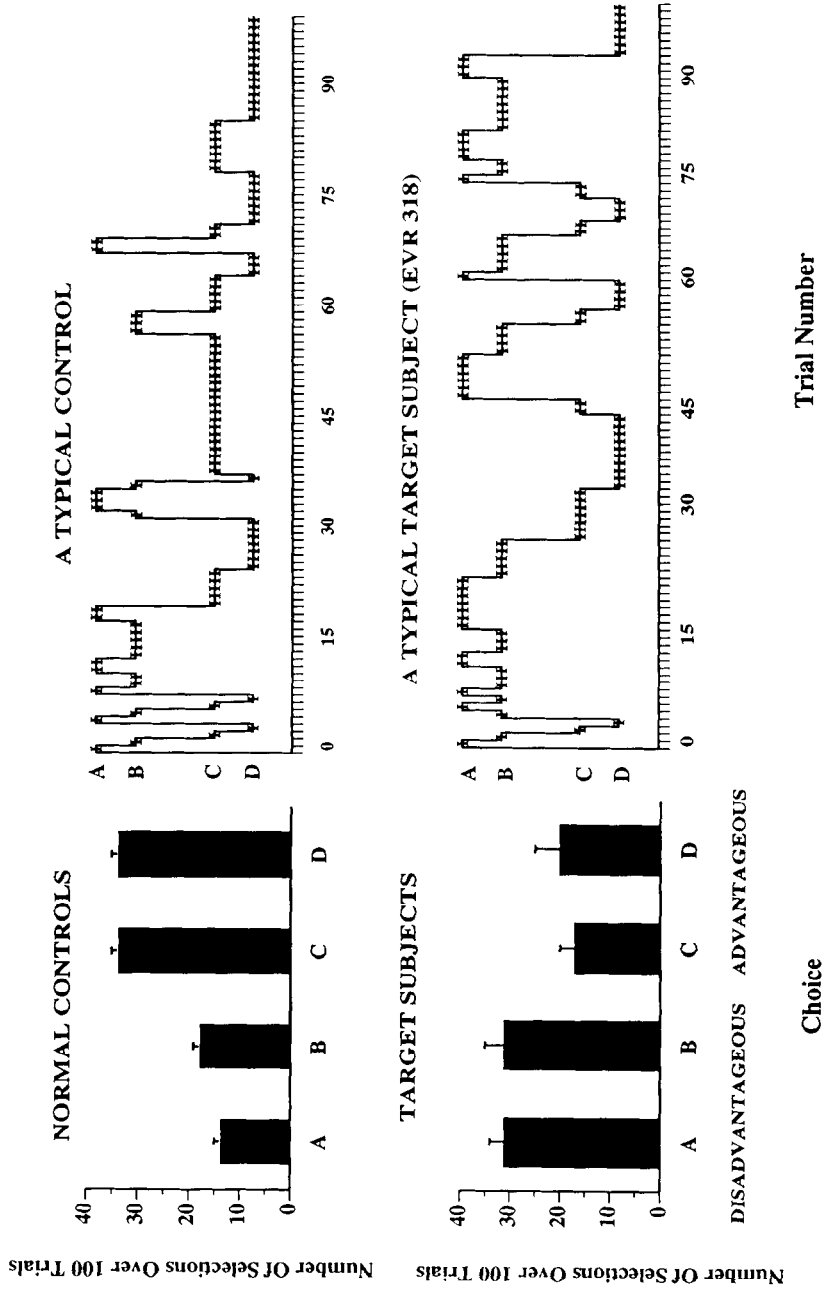 NORMAL CONTROLS
Number Of Selections Over 100 Trials
40
30
20
10
0
A B C D
A TYPICAL CONTROL
A
B
C
D
0 15 30 45 60 75 90
TARGET SUBJECTS
Number Of Selections Over 100 Trials
40
30
20
10
0
A B C D
DISADVANTAGEOUS ADVANTAGEOUS
Choice
A TYPICAL TARGET SUBJECT (EVR 318)
A
B
C
D
0 15 30 45 60 75 90
Trial Number